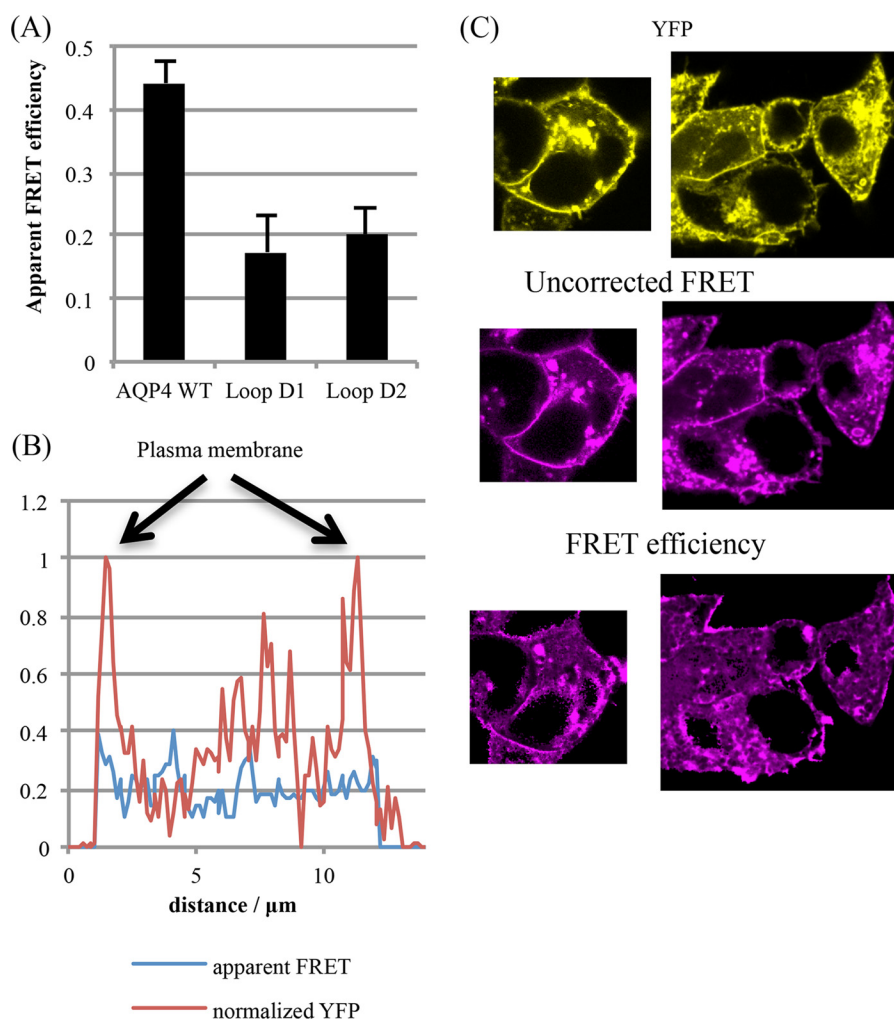 (A)
Apparent FRET efficiency
0.5
0.4
0.3
0.2
0.1
0
AQP4 WT Loop D1 Loop D2
(B)
Plasma membrane
1.2
1
0.8
0.6
0.4
0.2
0
0 5 10
distance / µm
apparent FRET
normalized YFP
(C)
YFP
Uncorrected FRET
FRET efficiency